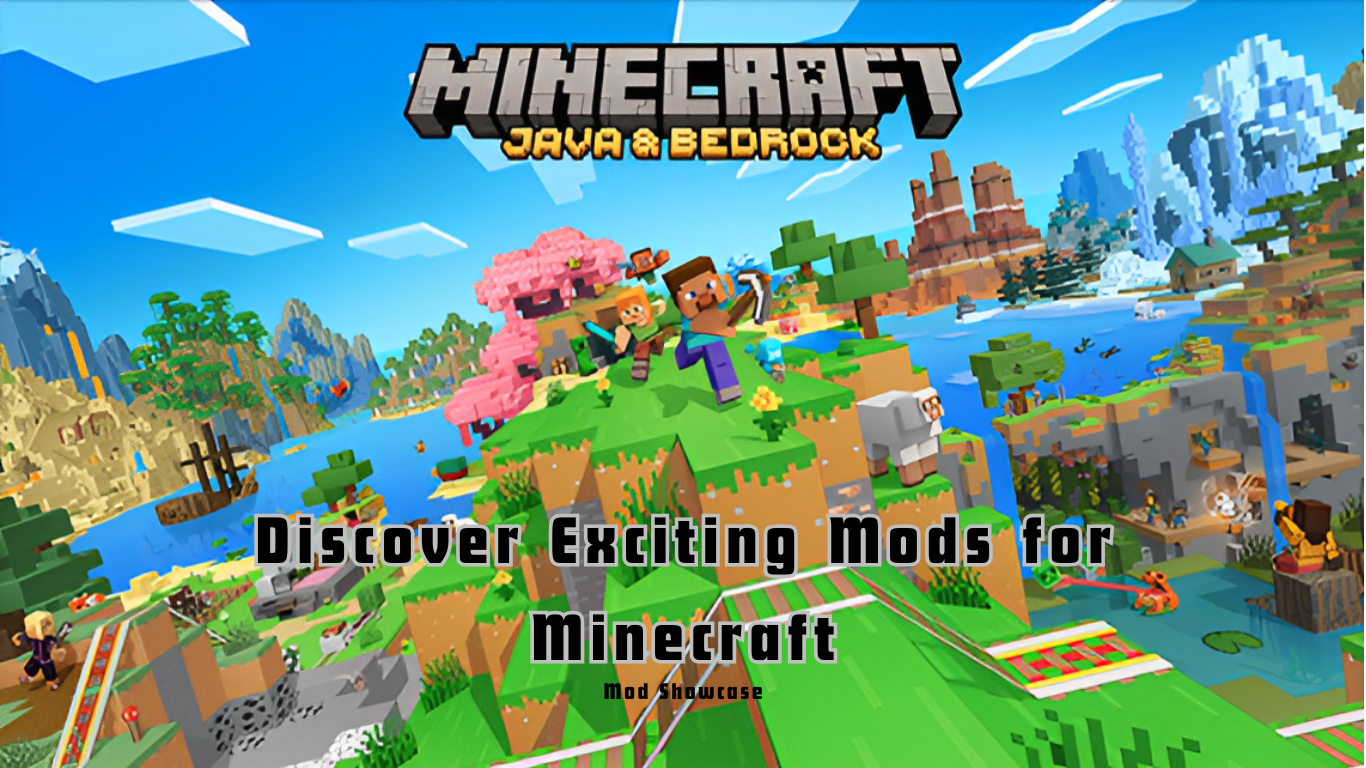 MINECRAFT
JAVA & BEDROCK
Discover Exciting Mods for
Minecraft
Mod Showcase